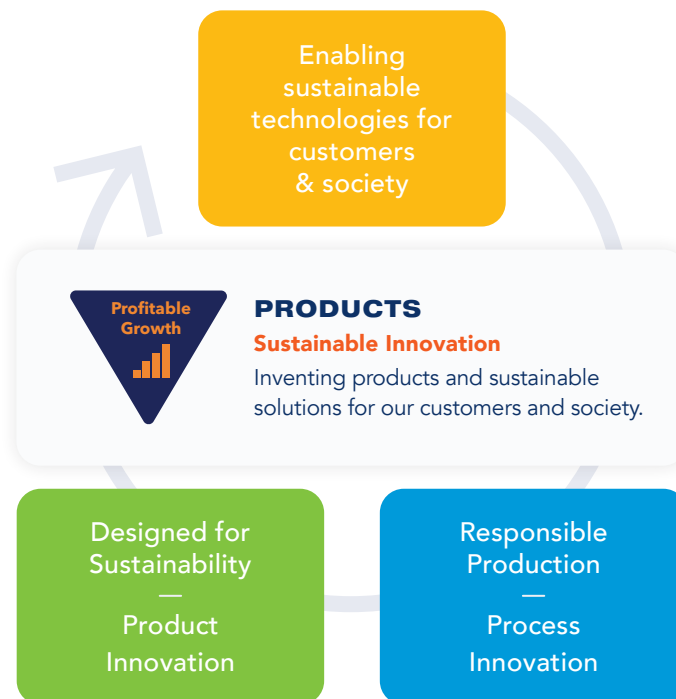 Enabling
sustainable
technologies for
customers
& society
Profitable
Growth
PRODUCTS
Sustainable Innovation
Inventing products and sustainable
solutions for our customers and society.
Designed for
Sustainability
—
Product
Innovation
Responsible
Production
—
Process
Innovation